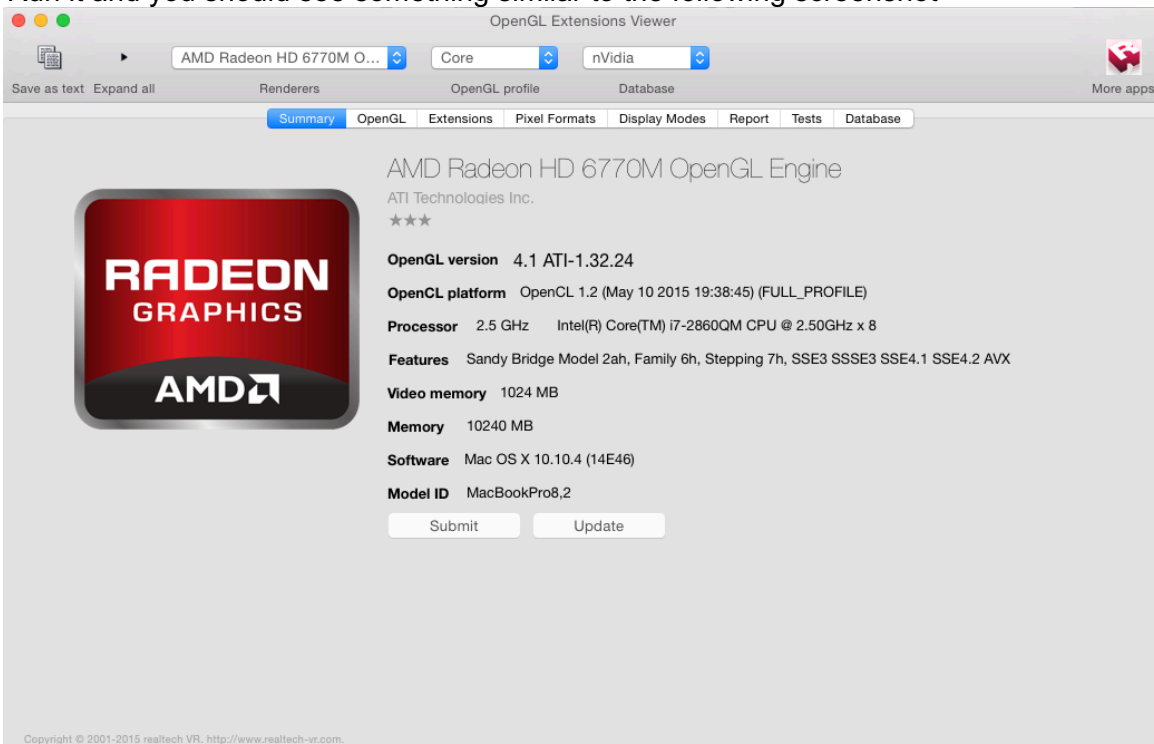 Run it and you should see something similar to the following screenshot
OpenGL Extensions Viewer
AMD Radeon HD 6770M O... Core nVidia
Save as text Expand all Renderers OpenGL profile Database More apps
Summary OpenGL Extensions Pixel Formats Display Modes Report Tests Database
AMD Radeon HD 6770M OpenGL Engine
ATI Technologies Inc.
★★★
OpenGL version 4.1 ATI-1.32.24
OpenCL platform OpenCL 1.2 (May 10 2015 19:38:45) (FULL_PROFILE)
Processor 2.5 GHz Intel(R) Core(TM) i7-2860QM CPU @ 2.50GHz x 8
Features Sandy Bridge Model 2ah, Family 6h, Stepping 7h, SSE3 SSSE3 SSE4.1 SSE4.2 AVX
Video memory 1024 MB
Memory 10240 MB
Software Mac OS X 10.10.4 (14E46)
Model ID MacBookPro8,2
Submit Update
RADEON
GRAPHICS
AMD
Copyright © 2001-2015 realtech VR. http://www.realtech-vr.com.